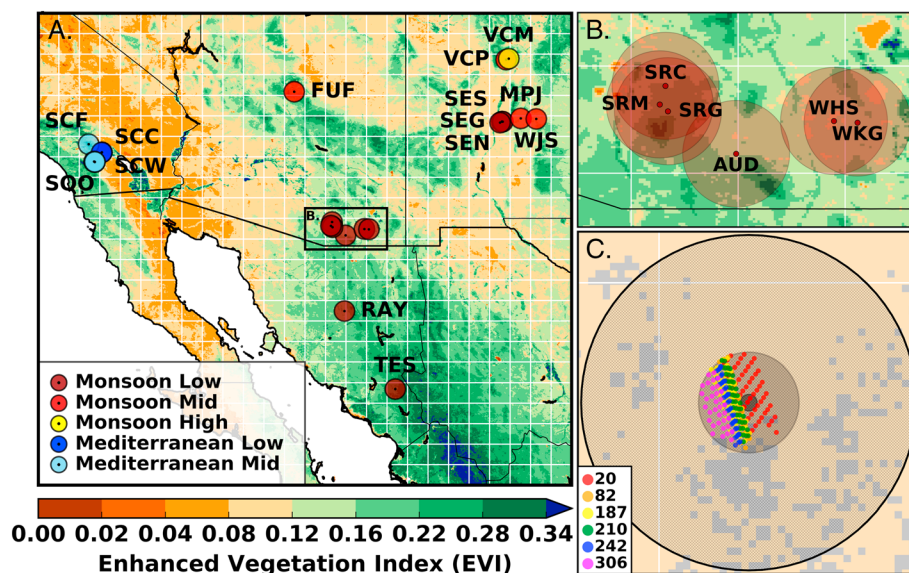 A.
VCM
VCP
FUF
SES
MPJ
SEG
SEN
WJS
SCF
SCC
SCW
SQO
B.
RAY
TES
Monsoon Low
Monsoon Mid
Monsoon High
Mediterranean Low
Mediterranean Mid
0.00 0.02 0.04 0.08 0.12 0.16 0.22 0.28 0.34
Enhanced Vegetation Index (EVI)
B.
SRC
SRM
SRG
WHS
WKG
AUD
C.
20
82
187
210
242
306